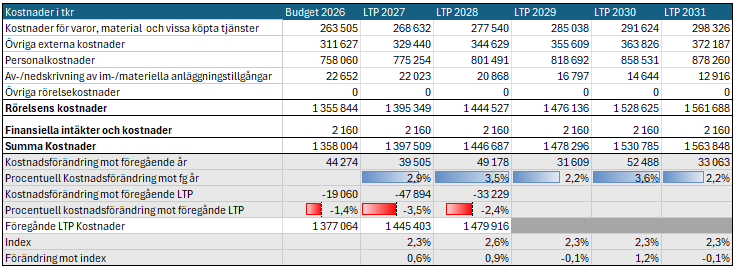 Kostnader i tkr Budget 2026 LTP 2027 LTP 2028 LTP 2029 LTP 2030 LTP 2031
Kostnader för varor, material och vissa köpta tjänster 263 505 268 632 277 540 285 038 291 624 298 326
Övriga externa kostnader 311 627 329 440 344 629 355 609 363 826 372 187
Personalkostnader 758 060 775 254 801 491 818 692 858 531 878 260
Av-/nedskrivning av im-/materiella anläggningstillgångar 22 652 22 023 20 868 16 797 14 644 12 916
Övriga rörelsekostnader 0 0 0 0 0 0
Rörelsens kostnader 1 355 844 1 395 349 1 444 527 1 476 136 1 528 625 1 561 688
Finansiella intäkter och kostnader 2 160 2 160 2 160 2 160 2 160 2 160
Summa Kostnader 1 358 004 1 397 509 1 446 687 1 478 296 1 530 785 1 563 848
Kostnadsförändring mot föregående år 44 274 39 505 49 178 31 609 52 488 33 063
Procentuell Kostnadsförändring mot fg år 2,9% 3,5% 2,2% 3,6% 2,2%
Kostnadsförändring mot föregående LTP -19 060 -47 894 -33 229
Procentuell kostnadsförändring mot föregånde LTP -1,4% -3,5% -2,4%
Föregånde LTP Kostnader 1 377 064 1 445 403 1 479 916
Index 2,3% 2,6% 2,3% 2,3% 2,3%
Förändring mot index 0,6% 0,9% -0,1% 1,2% -0,1%